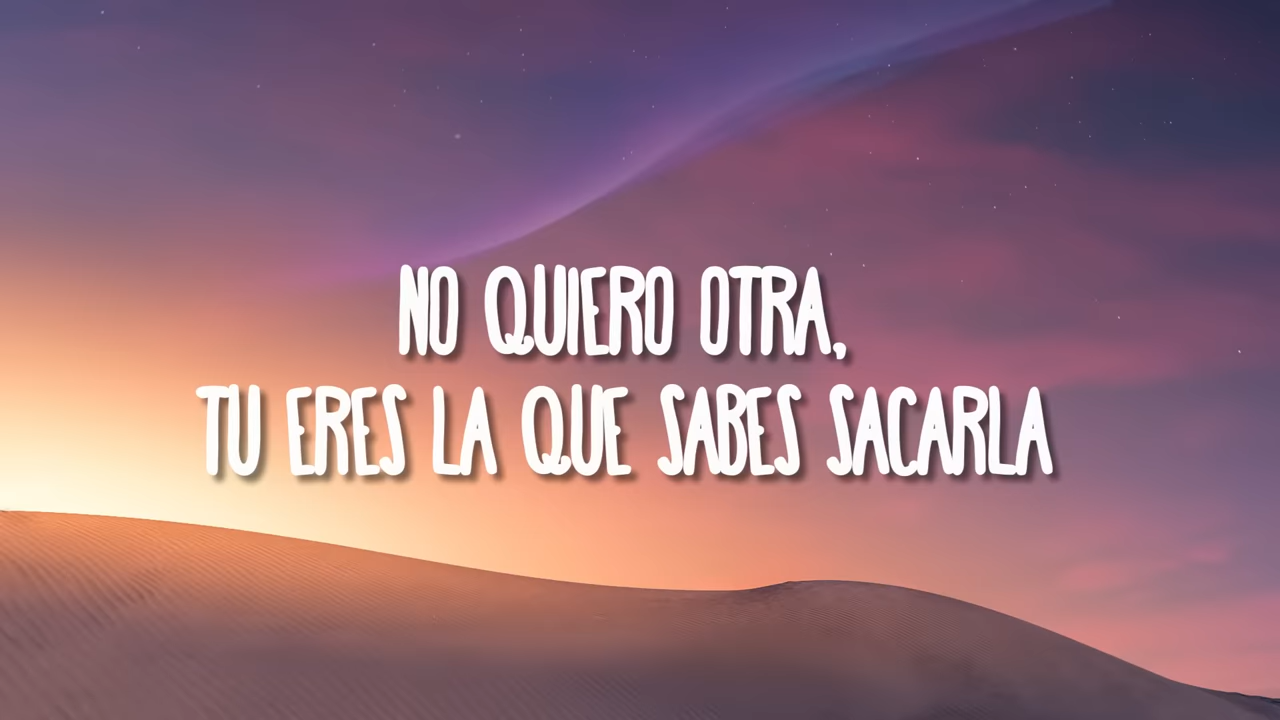 NO QUIERO OTRA,
TU ERES LA QUE SABES SACARLA